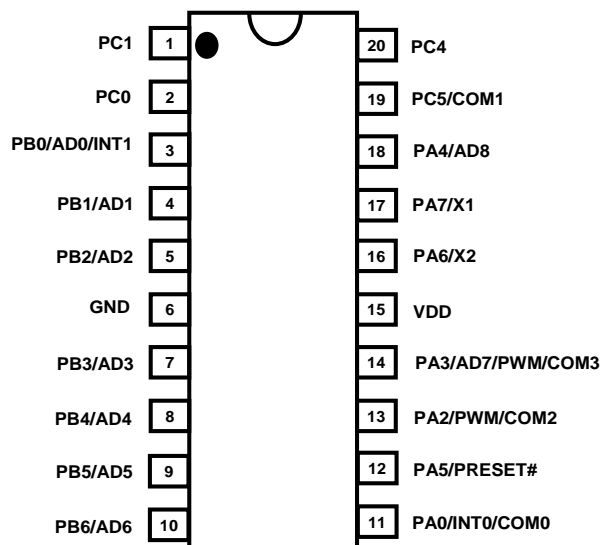 PC1 1 20 PC4
PC0 2 19 PC5/COM1
PB0/AD0/INT1 3 18 PA4/AD8
PB1/AD1 4 17 PA7/X1
PB2/AD2 5 16 PA6/X2
GND 6 15 VDD
PB3/AD3 7 14 PA3/AD7/PWM/COM3
PB4/AD4 8 13 PA2/PWM/COM2
PB5/AD5 9 12 PA5/PRESET#
PB6/AD6 10 11 PA0/INT0/COM0